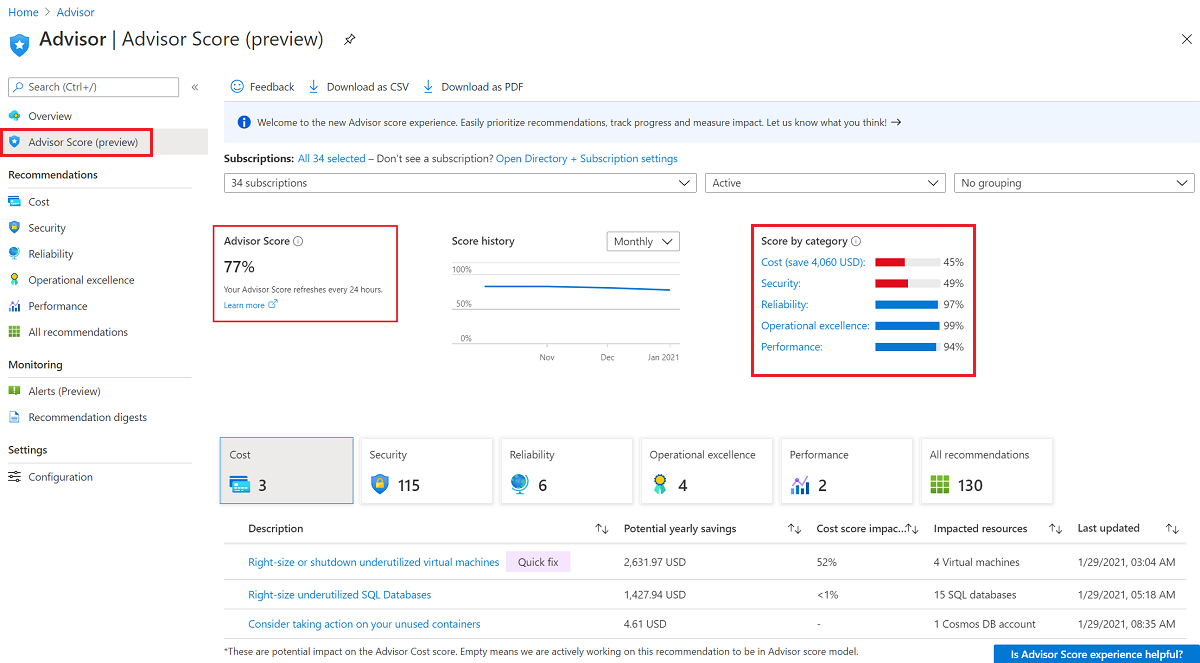 Home > Advisor
Advisor | Advisor Score (preview)
Search (Ctrl+/)
«
Overview
Advisor Score (preview)
Recommendations
Cost
Security
Reliability
Operational excellence
Performance
All recommendations
Monitoring
Alerts (Preview)
Recommendation digests
Settings
Configuration
Feedback Download as CSV Download as PDF
Welcome to the new Advisor score experience. Easily prioritize recommendations, track progress and measure impact. Let us know what you think! →
Subscriptions: All 34 selected – Don't see a subscription? Open Directory + Subscription settings
34 subscriptions Active No grouping
Advisor Score
77%
Your Advisor Score refreshes every 24 hours.
Learn more
Score history Monthly
100%
50%
0%
Nov Dec Jan 2021
Score by category
Cost (save 4,060 USD): 45%
Security: 49%
Reliability: 97%
Operational excellence: 99%
Performance: 94%
Cost
3
Security
115
Reliability
6
Operational excellence
4
Performance
2
All recommendations
130
Description Potential yearly savings Cost score impac... Impacted resources Last updated
Right-size or shutdown underutilized virtual machines Quick fix 2,631.97 USD 52% 4 Virtual machines 1/29/2021, 03:04 AM
Right-size underutilized SQL Databases 1,427.94 USD <1% 15 SQL databases 1/29/2021, 05:18 AM
Consider taking action on your unused containers 4.61 USD - 1 Cosmos DB account 1/29/2021, 08:35 AM
*These are potential impact on the Advisor Cost score. Empty means we are actively working on this recommendation to be in Advisor score model.
Is Advisor Score experience helpful?